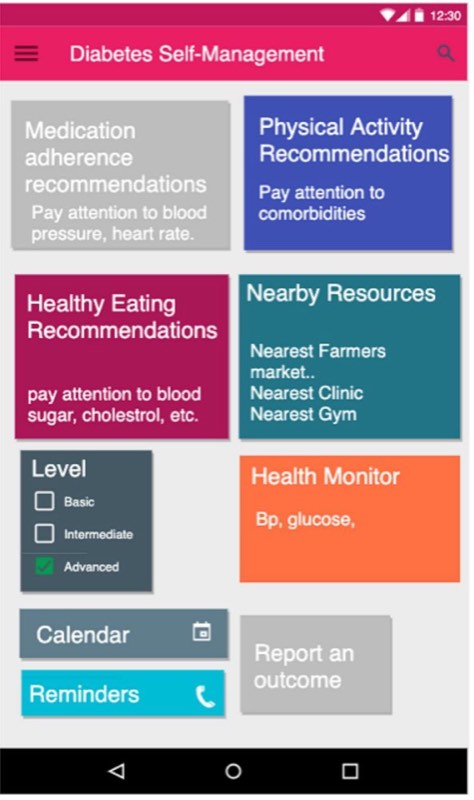 12:30
Diabetes Self-Management
Medication
adherence
recommendations
Pay attention to blood
pressure, heart rate.
Physical Activity
Recommendations
Pay attention to
comorbidities
Healthy Eating
Recommendations
pay attention to blood
sugar, cholestrol, etc.
Nearby Resources
Nearest Farmers
market..
Nearest Clinic
Nearest Gym
Level
Basic
Intermediate
Advanced
Health Monitor
Bp, glucose,
Calendar
Reminders
Report an
outcome